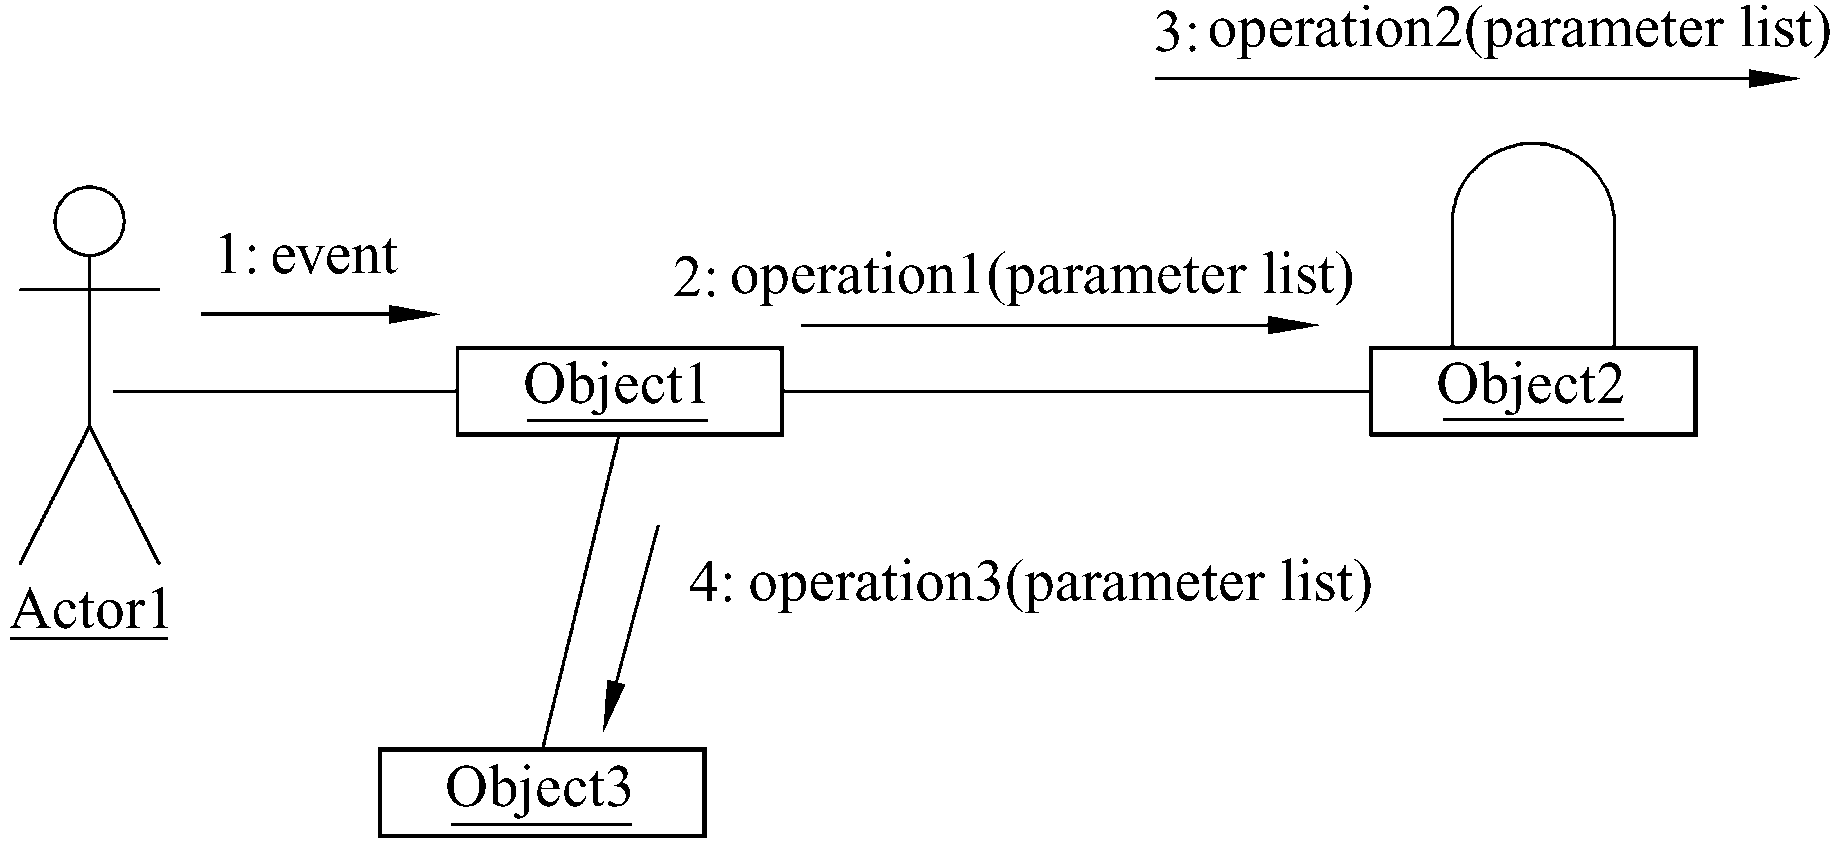 3: operation2(parameter list)
1: event
2: operation1(parameter list)
Object1
Object2
4: operation3(parameter list)
Actor1
Object3